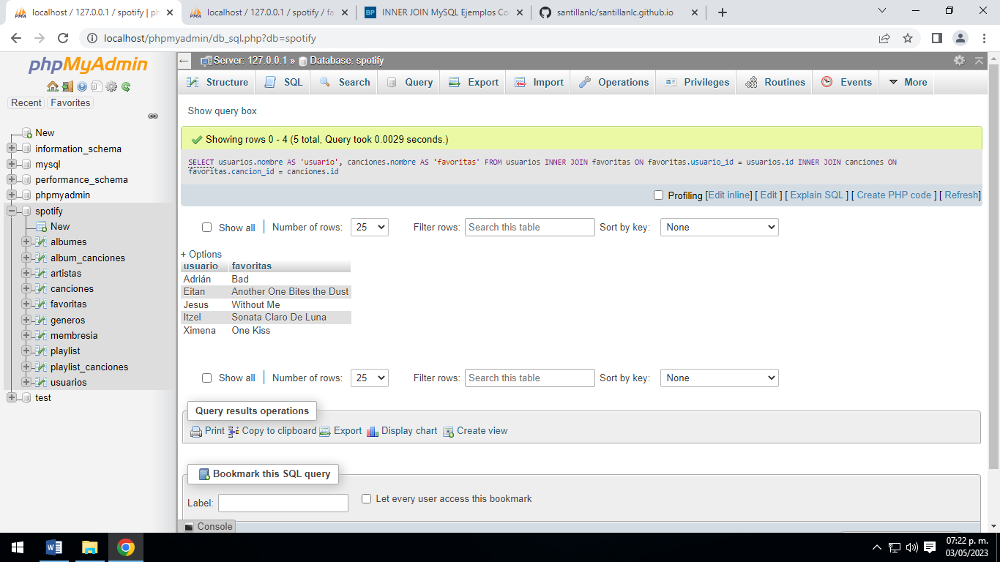 localhost / 127.0.0.1 / spotify | ph
localhost / 127.0.0.1 / spotify / fa
INNER JOIN MySQL Ejemplos Co
santillanlc/santillanlc.github.io
localhost/phpmyadmin/db_sql.php?db=spotify
phpMyAdmin
Recent Favorites
New
information_schema
mysql
performance_schema
phpmyadmin
spotify
New
albumes
album_canciones
artistas
canciones
favoritas
generos
membresia
playlist
playlist_canciones
usuarios
test
Server: 127.0.0.1 » Database: spotify
Structure SQL Search Query Export Import Operations Privileges Routines Events More
Show query box
Showing rows 0 - 4 (5 total, Query took 0.0029 seconds.)
SELECT usuarios.nombre AS 'usuario', canciones.nombre AS 'favoritas' FROM usuarios INNER JOIN favoritas ON favoritas.usuario_id = usuarios.id INNER JOIN canciones ON
favoritas.cancion_id = canciones.id
Profiling [Edit inline] [ Edit ] [ Explain SQL ] [ Create PHP code ] [ Refresh]
Show all | Number of rows: 25 Filter rows: Search this table Sort by key: None
+ Options
usuario favoritas
Adrián Bad
Eitan Another One Bites the Dust
Jesus Without Me
Itzel Sonata Claro De Luna
Ximena One Kiss
Show all | Number of rows: 25 Filter rows: Search this table Sort by key: None
Query results operations
Print Copy to clipboard Export Display chart Create view
Bookmark this SQL query
Label: Let every user access this bookmark
Console
07:22 p. m.
03/05/2023